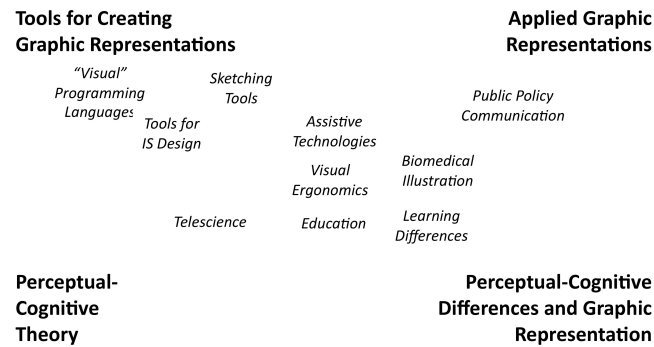 Tools for Creating
Graphic Representations
Applied Graphic
Representations
"Visual"
Programming
Languages
Sketching
Tools
Public Policy
Communication
Tools for
IS Design
Assistive
Technologies
Biomedical
Illustration
Visual
Ergonomics
Telescience
Education
Learning
Differences
Perceptual-
Cognitive
Theory
Perceptual-Cognitive
Differences and Graphic
Representation